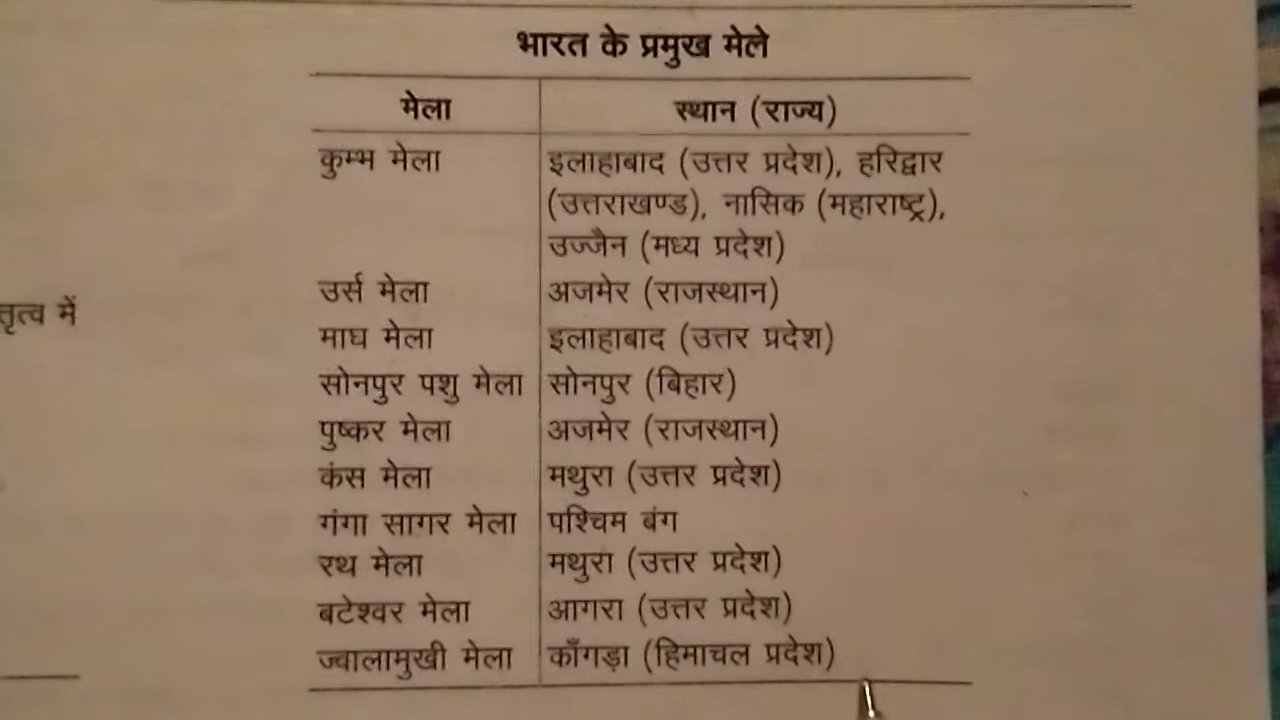 भारत के प्रमुख मेले
मेला स्थान (राज्य)
कुम्भ मेला इलाहाबाद (उत्तर प्रदेश), हरिद्वार
(उत्तराखण्ड), नासिक (महाराष्ट्र),
उज्जैन (मध्य प्रदेश)
उर्स मेला अजमेर (राजस्थान)
माघ मेला इलाहाबाद (उत्तर प्रदेश)
सोनपुर पशु मेला सोनपुर (बिहार)
पुष्कर मेला अजमेर (राजस्थान)
कंस मेला मथुरा (उत्तर प्रदेश)
गंगा सागर मेला पश्चिम बंग
रथ मेला मथुरा (उत्तर प्रदेश)
बटेश्वर मेला आगरा (उत्तर प्रदेश)
ज्वालामुखी मेला काँगड़ा (हिमाचल प्रदेश)
में